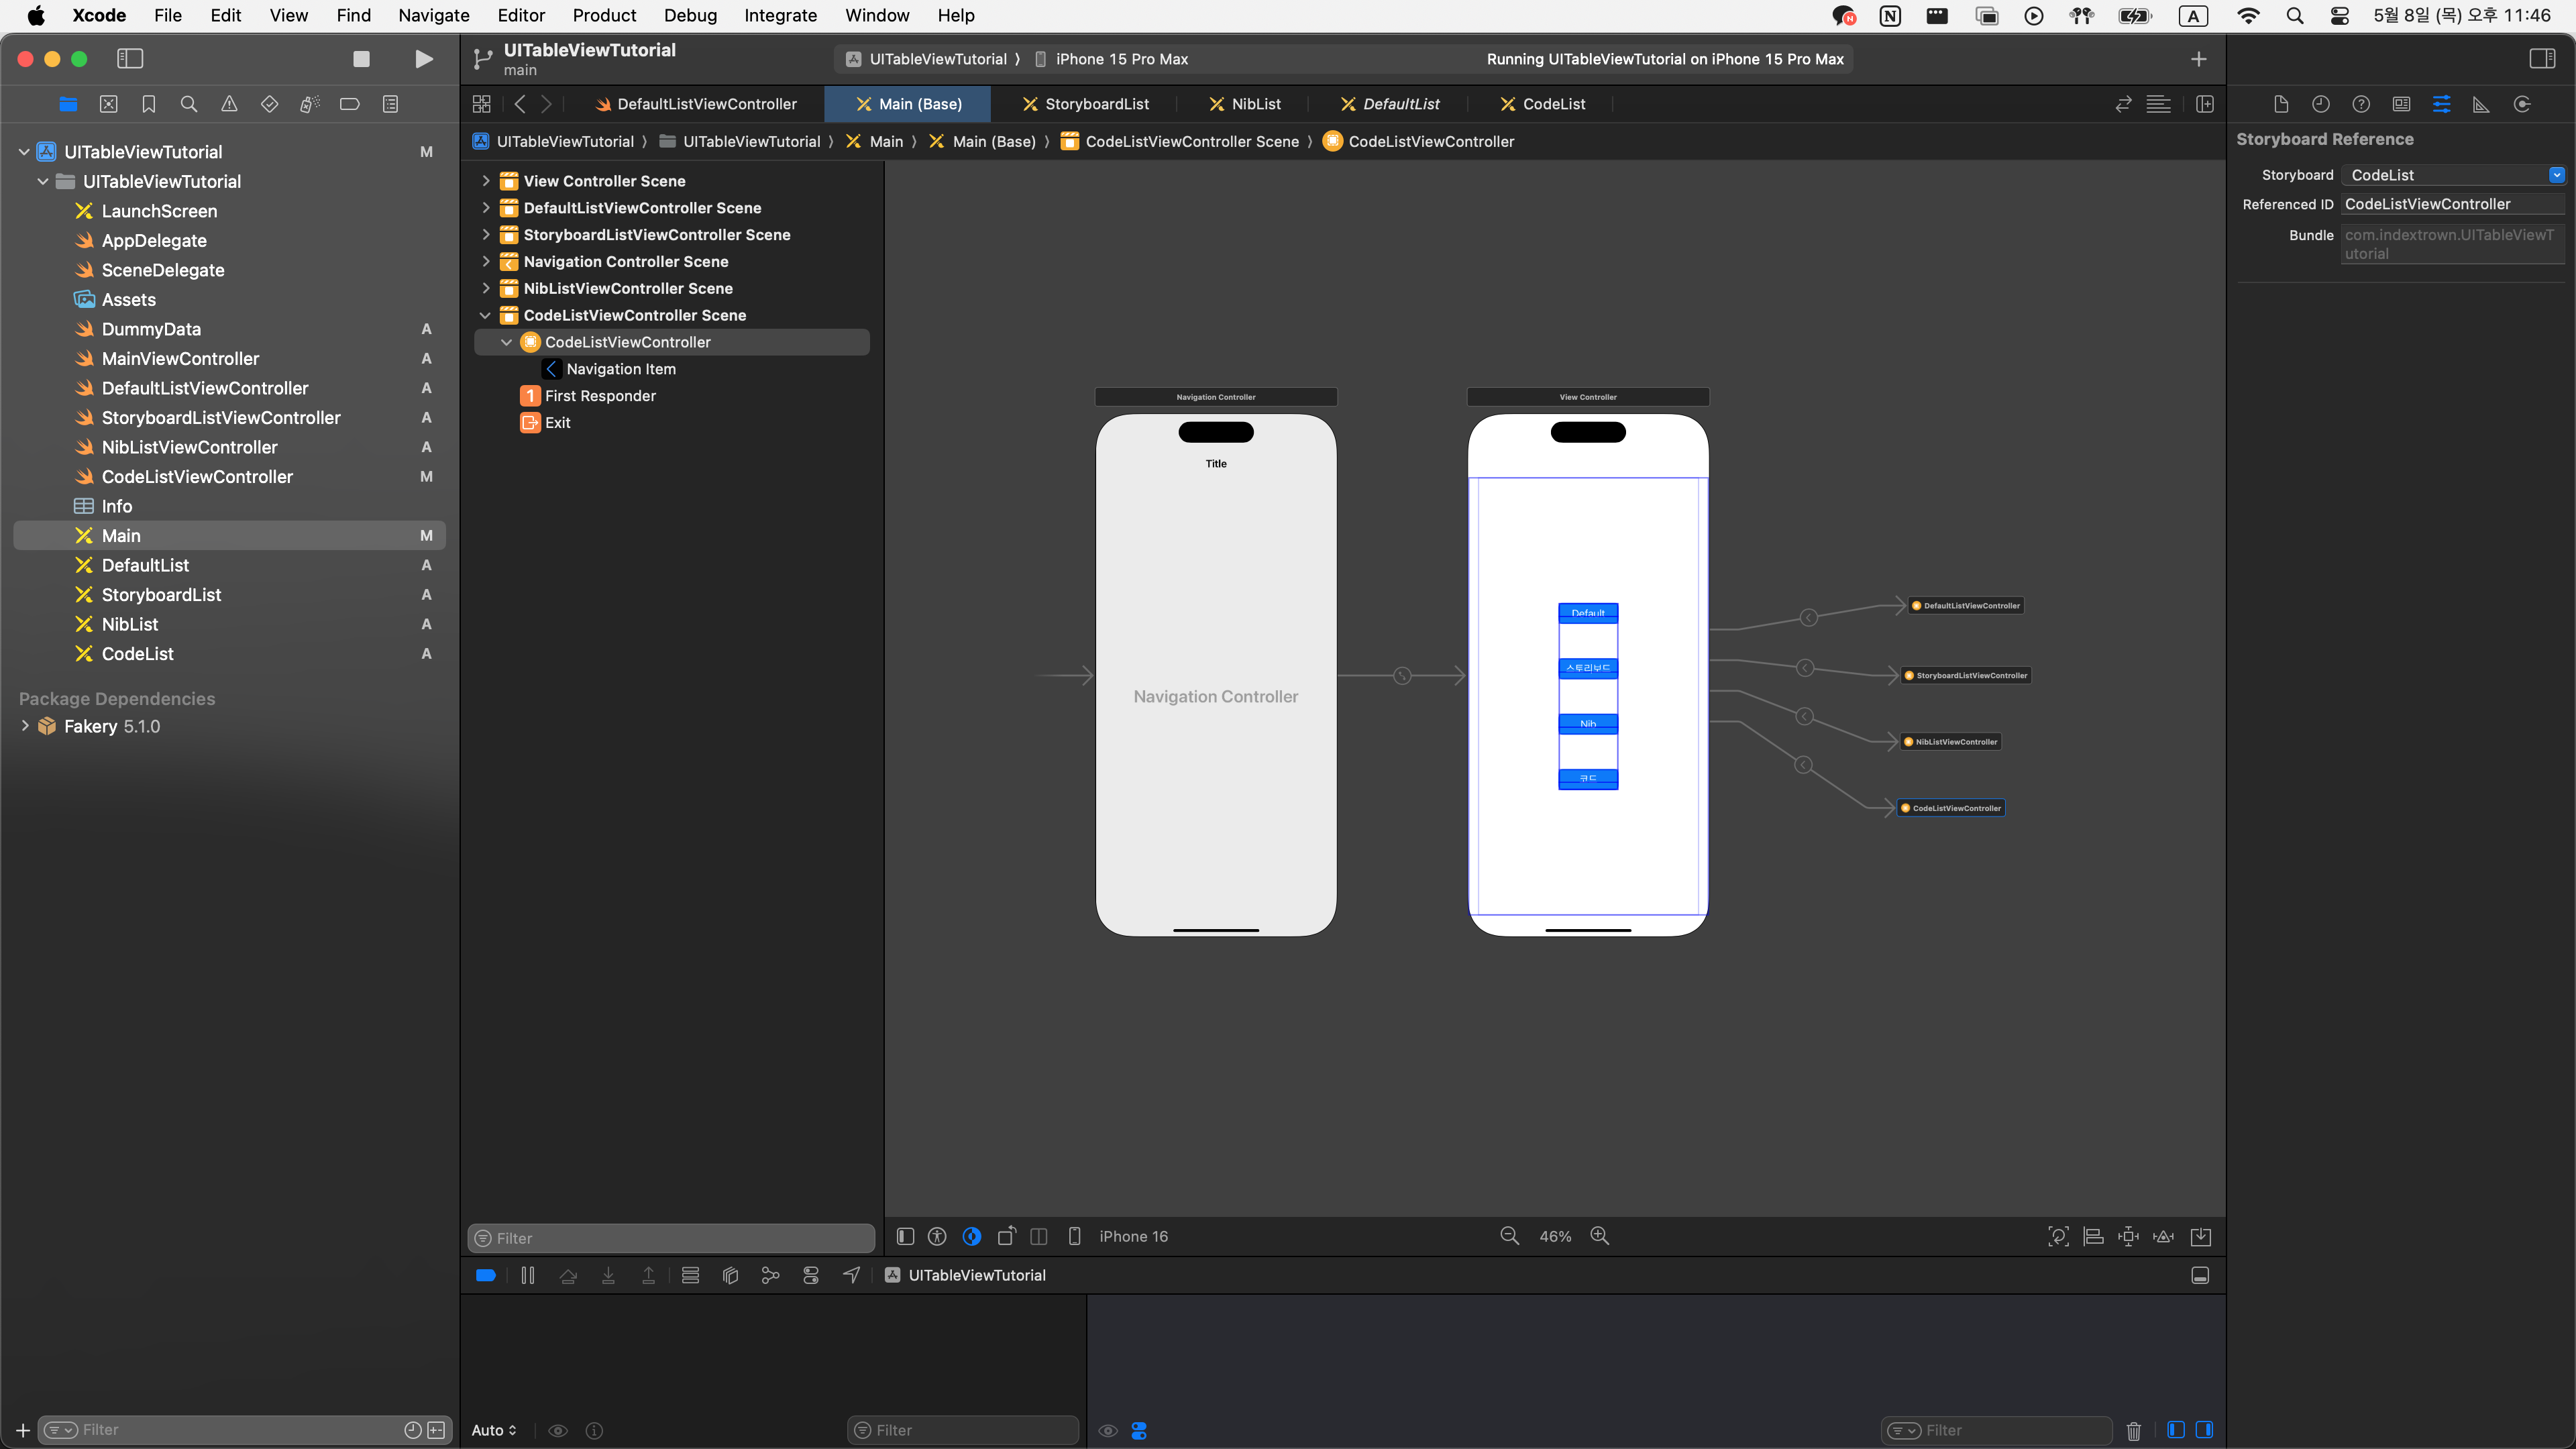 Xcode File Edit View Find Navigate Editor Product Debug Integrate Window Help
A 5월 8일 (목) 오후 11:46
UITableViewTutorial
main
UITableViewTutorial 〉 iPhone 15 Pro Max
Running UITableViewTutorial on iPhone 15 Pro Max
DefaultListViewController
Main (Base)
StoryboardList
NibList
DefaultList
CodeList
UITableViewTutorial 〉 UITableViewTutorial 〉 Main 〉 Main (Base) 〉 CodeListViewController Scene 〉 CodeListViewController
UITableViewTutorial M
UITableViewTutorial
LaunchScreen
AppDelegate
SceneDelegate
Assets
DummyData A
MainViewController A
DefaultListViewController A
StoryboardListViewController A
NibListViewController A
CodeListViewController M
Info
Main M
DefaultList A
StoryboardList A
NibList A
CodeList A
Package Dependencies
Fakery 5.1.0
Filter
View Controller Scene
DefaultListViewController Scene
StoryboardListViewController Scene
Navigation Controller Scene
NibListViewController Scene
CodeListViewController Scene
CodeListViewController
Navigation Item
1 First Responder
Exit
Filter
Navigation Controller
Title
Navigation Controller
View Controller
Default
스토리보드
Nib
코드
DefaultListViewController
StoryboardListViewController
NibListViewController
CodeListViewController
iPhone 16
46%
UITableViewTutorial
Auto
Filter
Filter
Storyboard Reference
Storyboard CodeList
Referenced ID CodeListViewController
Bundle com.indextrown.UITableViewT
utorial